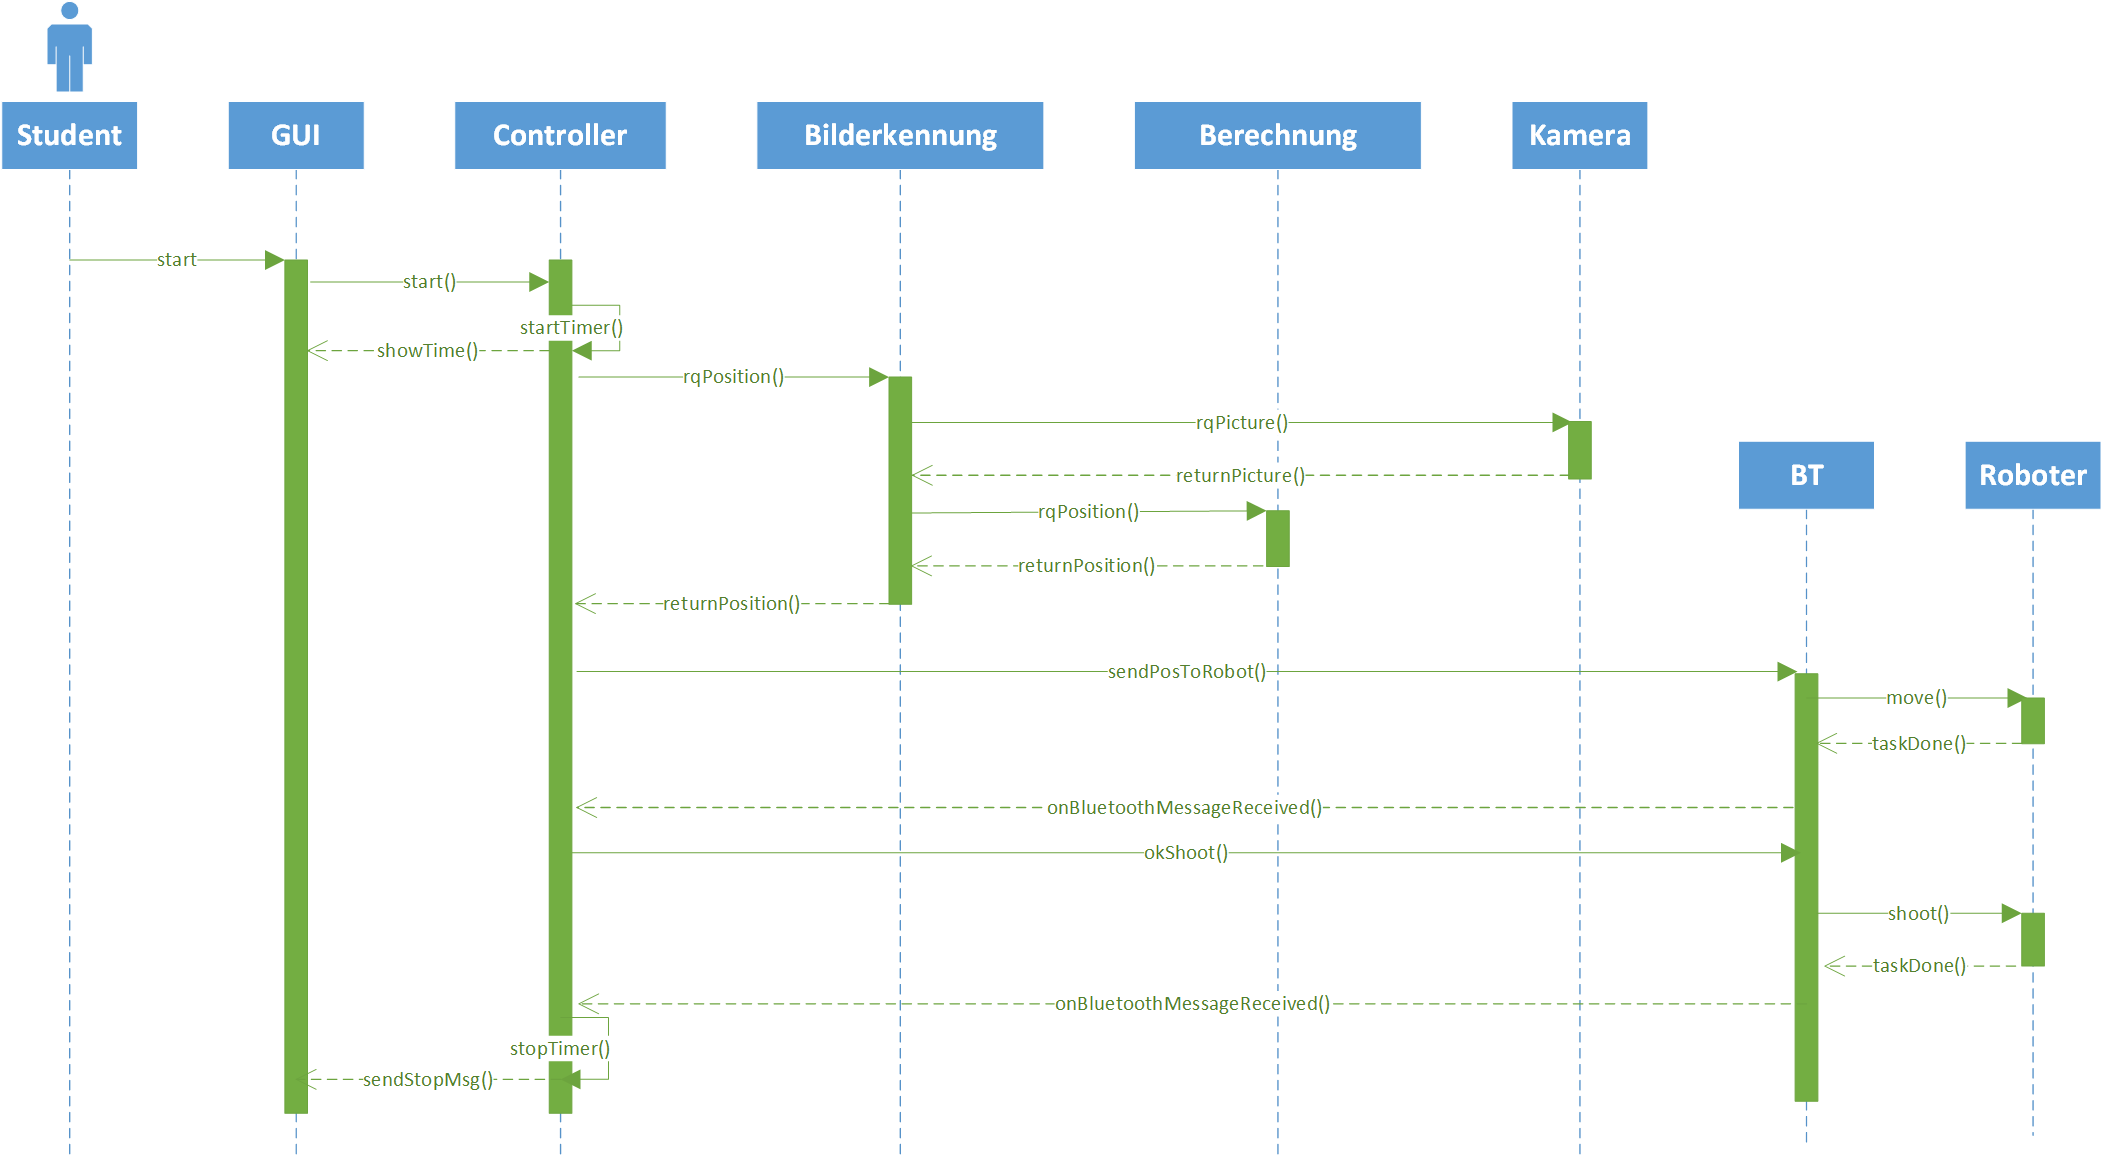 Student
GUI
Controller
Bilderkennung
Berechnung
Kamera
start
start()
startTimer()
showTime()
rqPosition()
rqPicture()
BT
Roboter
returnPicture()
rqPosition()
returnPosition()
returnPosition()
sendPosToRobot()
move()
taskDone()
onBluetoothMessageReceived()
okShoot()
shoot()
taskDone()
onBluetoothMessageReceived()
stopTimer()
sendStopMsg()